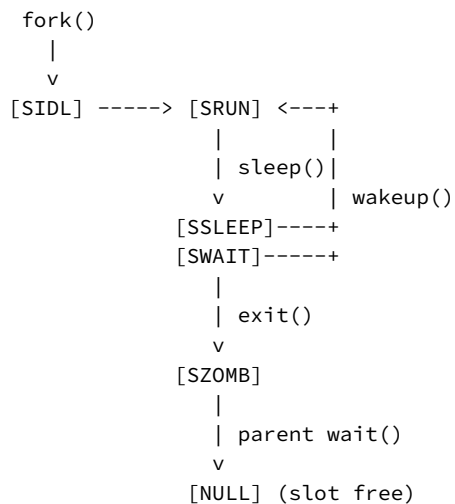 fork()
|
v
[SIDL] -----> [SRUN] <---+
| |
| sleep()|
v | wakeup()
[SSLEEP]----+
[SWAIT]-----+
|
| exit()
v
[SZOMB]
|
| parent wait()
v
[NULL] (slot free)